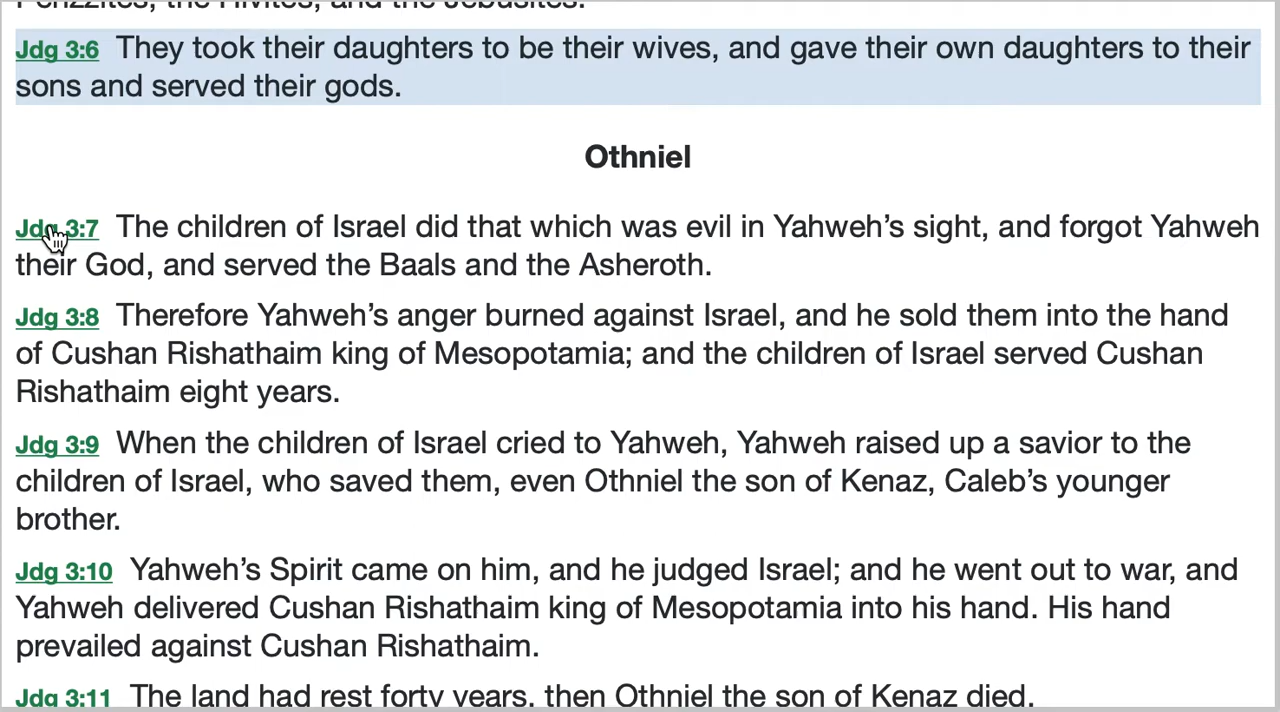 Perizzites, the Hivites, and the Jebusites.
Jdg 3:6 They took their daughters to be their wives, and gave their own daughters to their
sons and served their gods.
Othniel
Jdg 3:7 The children of Israel did that which was evil in Yahweh’s sight, and forgot Yahweh
their God, and served the Baals and the Asheroth.
Jdg 3:8 Therefore Yahweh’s anger burned against Israel, and he sold them into the hand
of Cushan Rishathaim king of Mesopotamia; and the children of Israel served Cushan
Rishathaim eight years.
Jdg 3:9 When the children of Israel cried to Yahweh, Yahweh raised up a savior to the
children of Israel, who saved them, even Othniel the son of Kenaz, Caleb’s younger
brother.
Jdg 3:10 Yahweh’s Spirit came on him, and he judged Israel; and he went out to war, and
Yahweh delivered Cushan Rishathaim king of Mesopotamia into his hand. His hand
prevailed against Cushan Rishathaim.
Jdg 3:11 The land had rest forty years, then Othniel the son of Kenaz died.